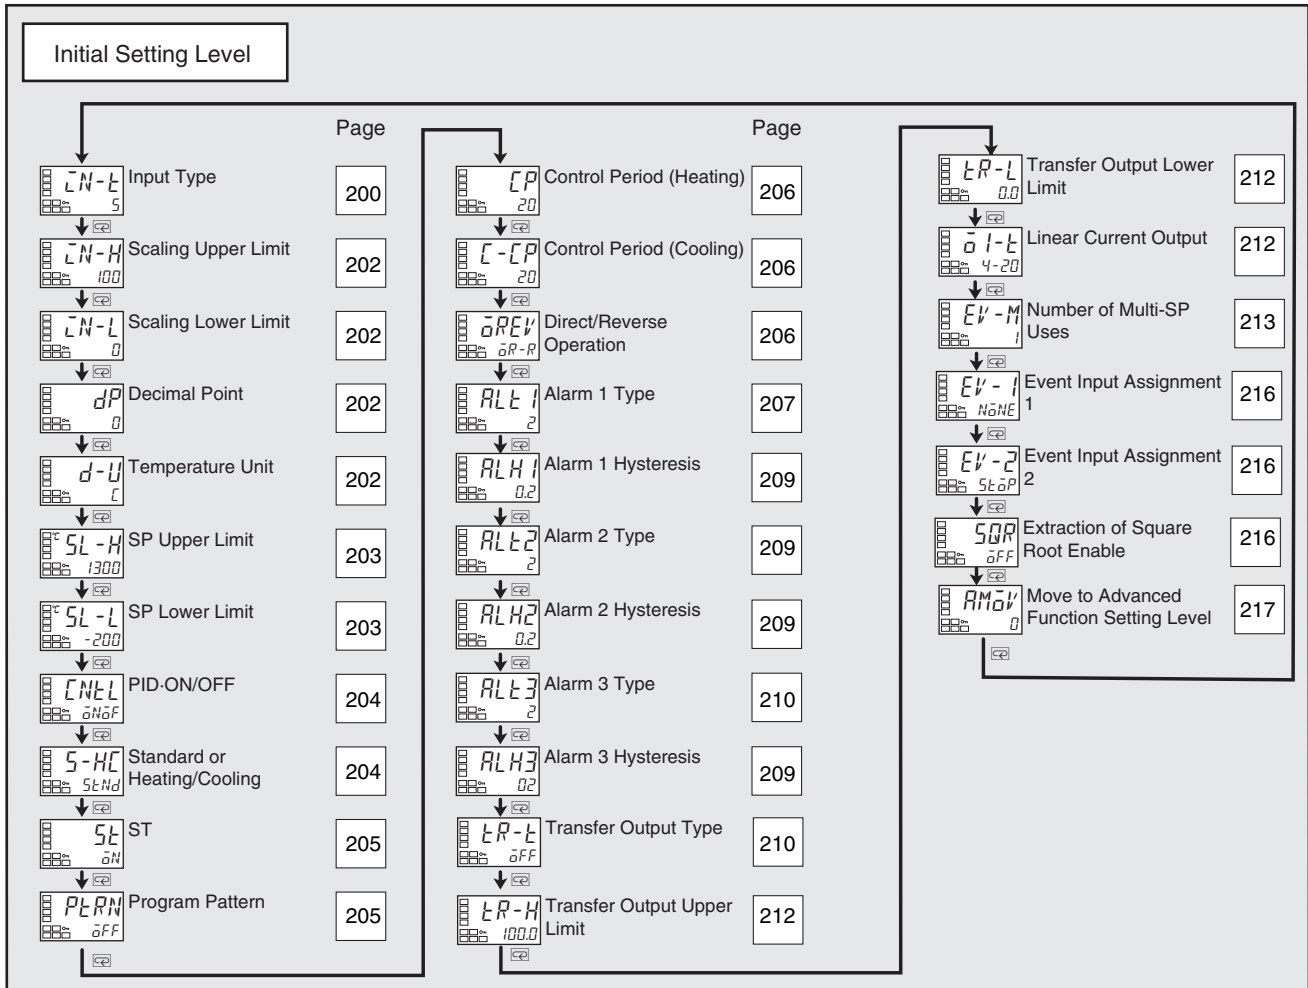 Initial Setting Level
Page
iN-t
5
Input Type
200
iN-H
100
Scaling Upper Limit
202
iN-L
0
Scaling Lower Limit
202
dP
0
Decimal Point
202
d-U
C
Temperature Unit
202
°C
SL-H
1300
SP Upper Limit
203
°C
SL-L
-200
SP Lower Limit
203
CNtL
oNoF
PID·ON/OFF
204
S-HC
StNd
Standard or
Heating/Cooling
204
St
oN
ST
205
PtRN
oFF
Program Pattern
205
Page
CP
20
Control Period (Heating)
206
C-CP
20
Control Period (Cooling)
206
oREV
oR-R
Direct/Reverse
Operation
206
ALt1
2
Alarm 1 Type
207
ALH1
0.2
Alarm 1 Hysteresis
209
ALt2
2
Alarm 2 Type
209
ALH2
0.2
Alarm 2 Hysteresis
209
ALt3
2
Alarm 3 Type
210
ALH3
02
Alarm 3 Hysteresis
209
tR-t
oFF
Transfer Output Type
210
tR-H
100.0
Transfer Output Upper
Limit
212
tR-L
0.0
Transfer Output Lower
Limit
212
o1-t
4-20
Linear Current Output
212
EV-M
1
Number of Multi-SP
Uses
213
EV-1
NoNE
Event Input Assignment
1
216
EV-2
StoP
Event Input Assignment
2
216
SQR
oFF
Extraction of Square
Root Enable
216
AMoV
0
Move to Advanced
Function Setting Level
217